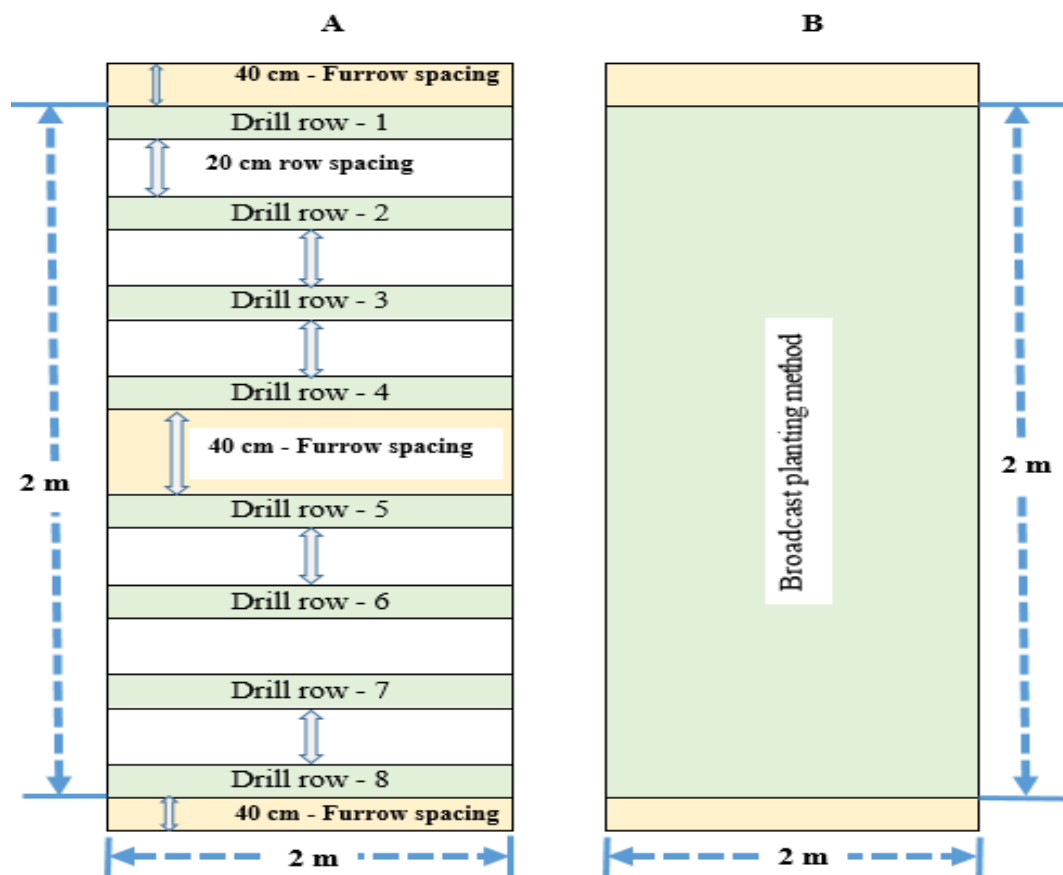 A
40 cm - Furrow spacing
Drill row - 1
20 cm row spacing
Drill row - 2
Drill row - 3
Drill row - 4
40 cm - Furrow spacing
2 m
Drill row - 5
Drill row - 6
Drill row - 7
Drill row - 8
40 cm - Furrow spacing
2 m
B
Broadcast planting method
2 m
2 m